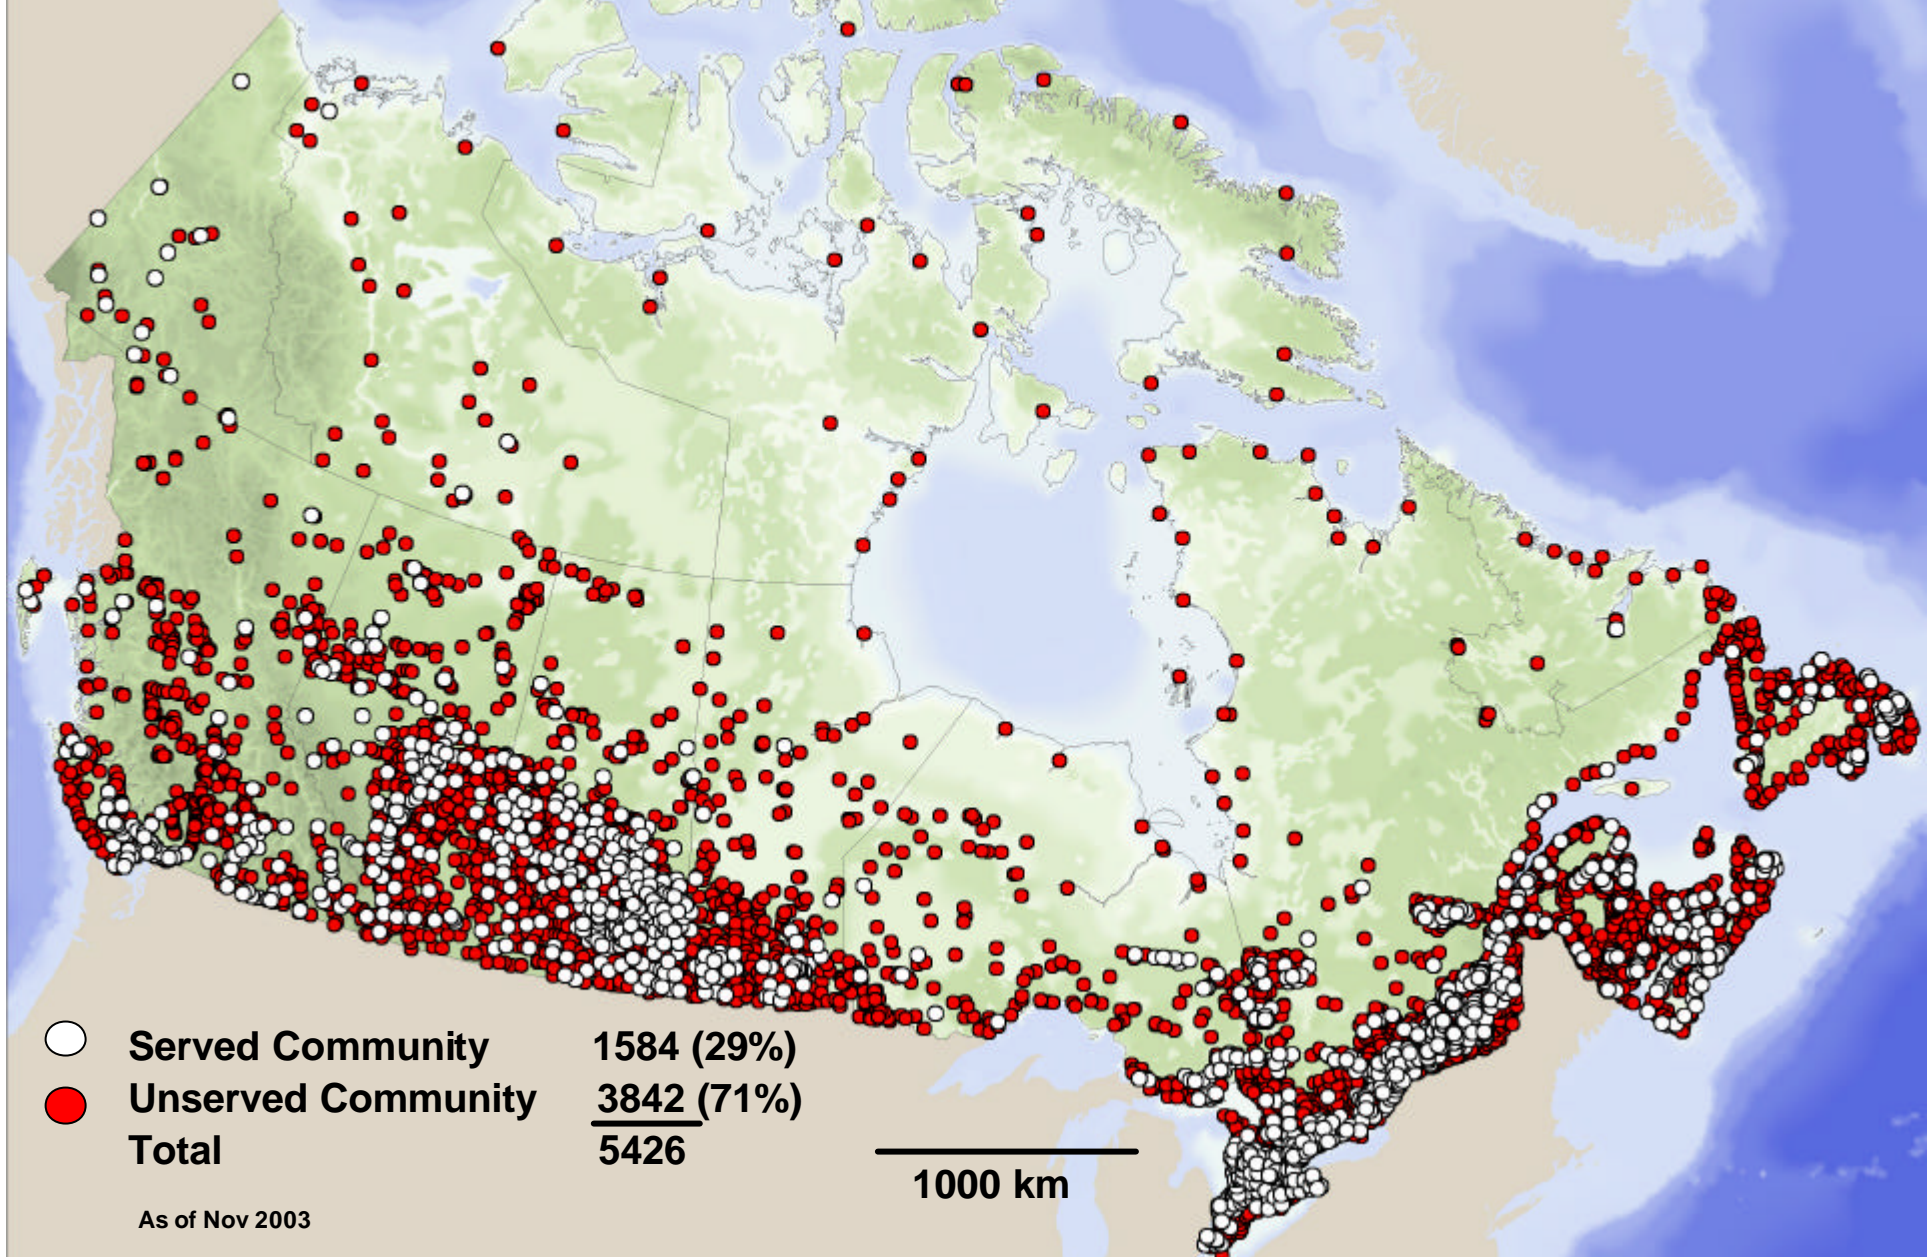 Served Community 1584 (29%)
Unserved Community 3842 (71%)
Total 5426
1000 km
As of Nov 2003